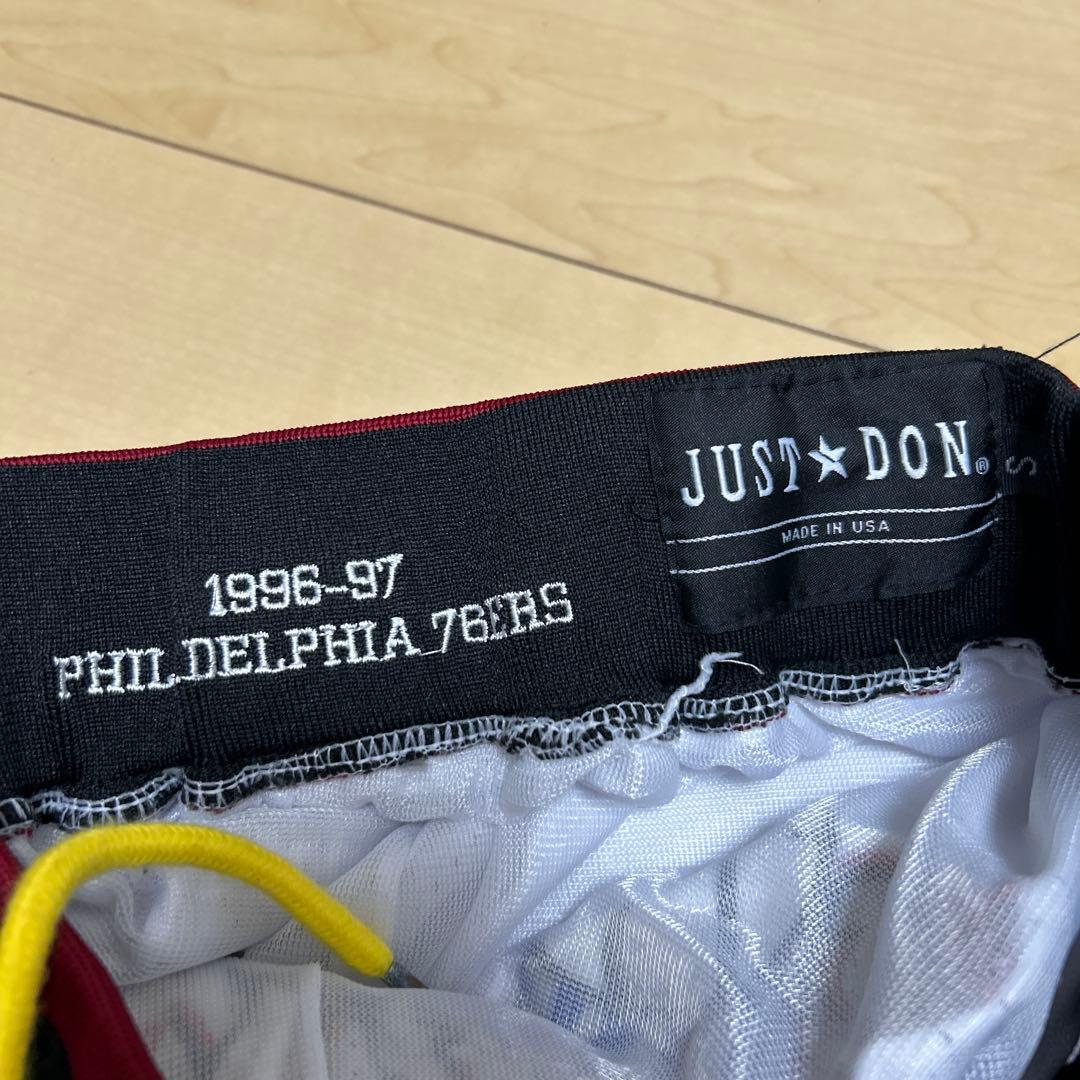 JUST★DON®
S
MADE IN USA
1996-97
PHILDELPHIA 76ERS